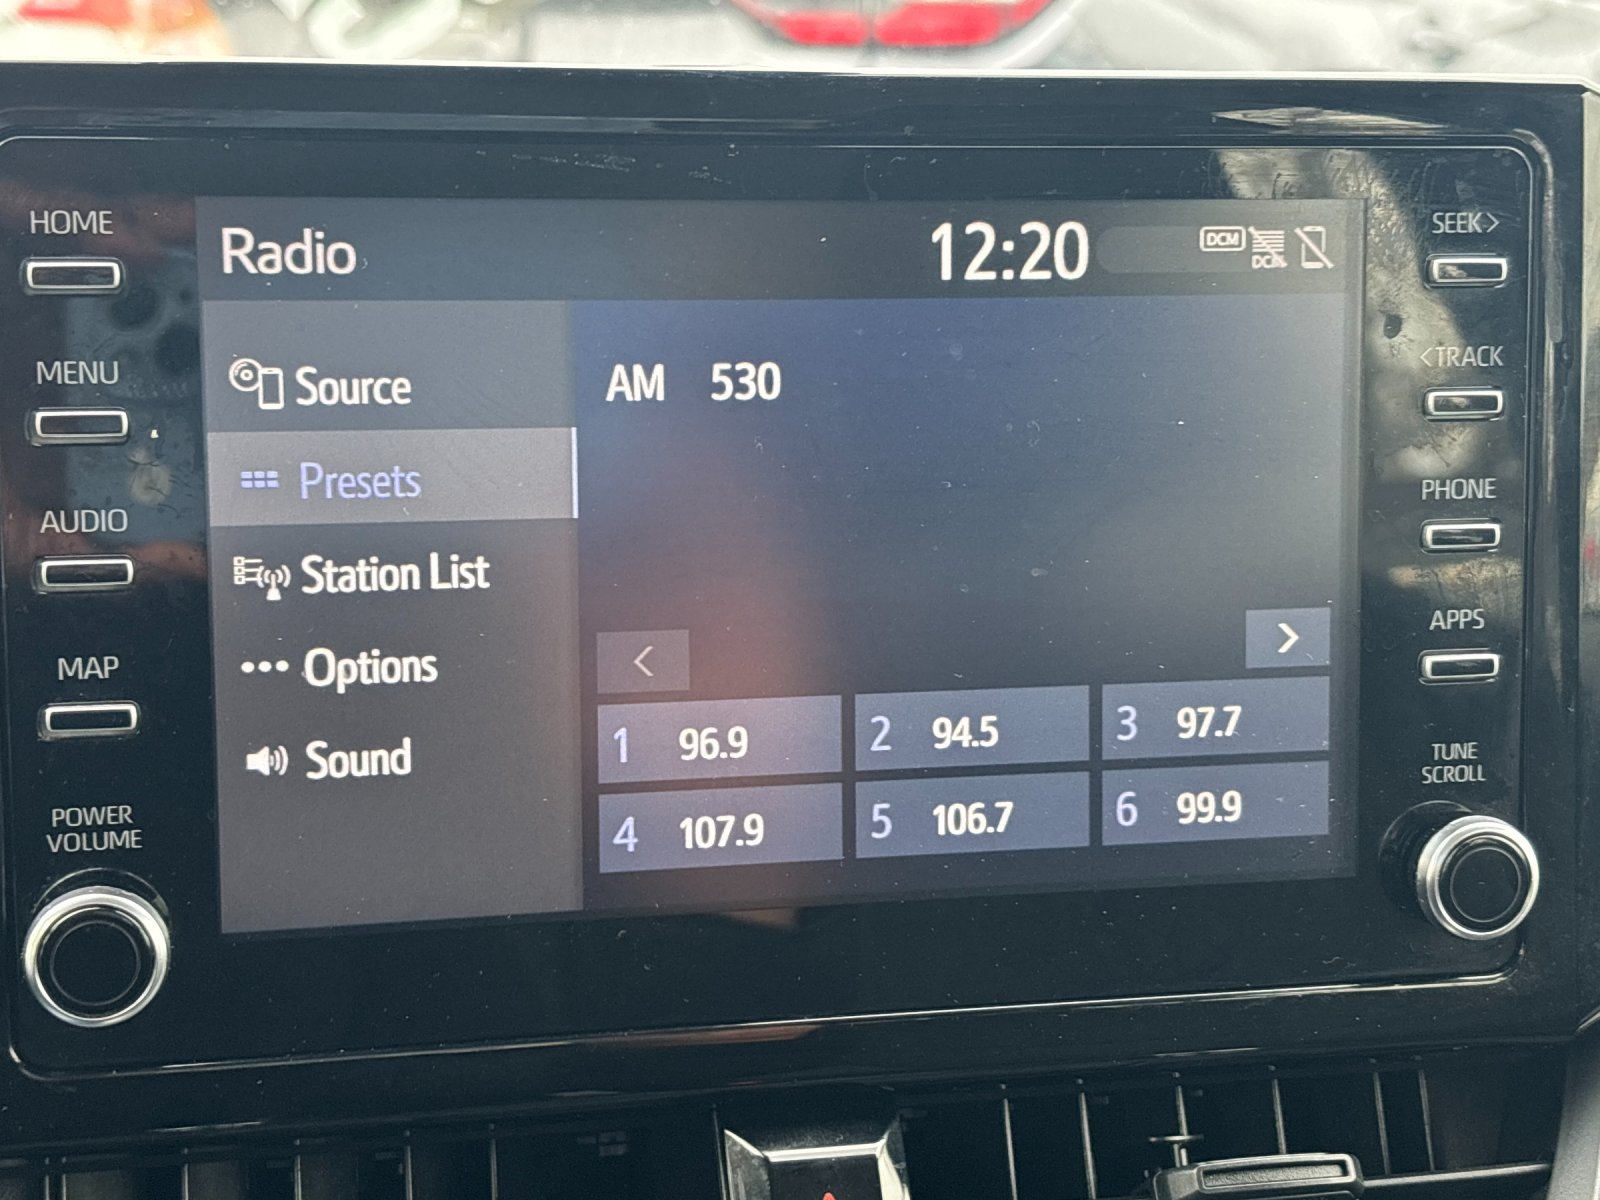 HOME
MENU
AUDIO
MAP
POWER
VOLUME
Radio
12:20
DCM
DCM
Source
Presets
Station List
Options
Sound
AM 530
<
>
1 96.9
2 94.5
3 97.7
4 107.9
5 106.7
6 99.9
SEEK>
<TRACK
PHONE
APPS
TUNE
SCROLL